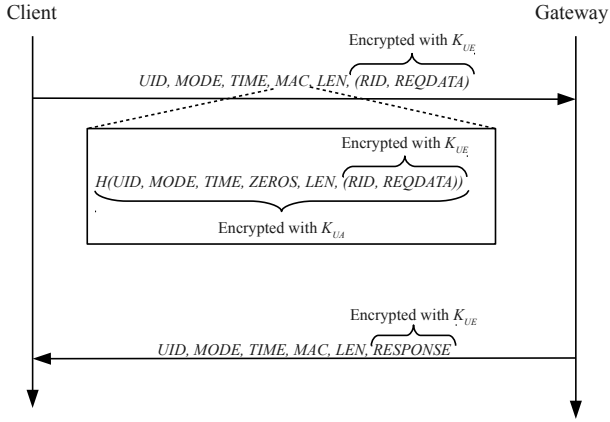 Client
Gateway
Encrypted with K_UE
UID, MODE, TIME, MAC, LEN, (RID, REQDATA)
Encrypted with K_UE
H(UID, MODE, TIME, ZEROS, LEN, (RID, REQDATA))
Encrypted with K_UA
Encrypted with K_UE
UID, MODE, TIME, MAC, LEN, RESPONSE